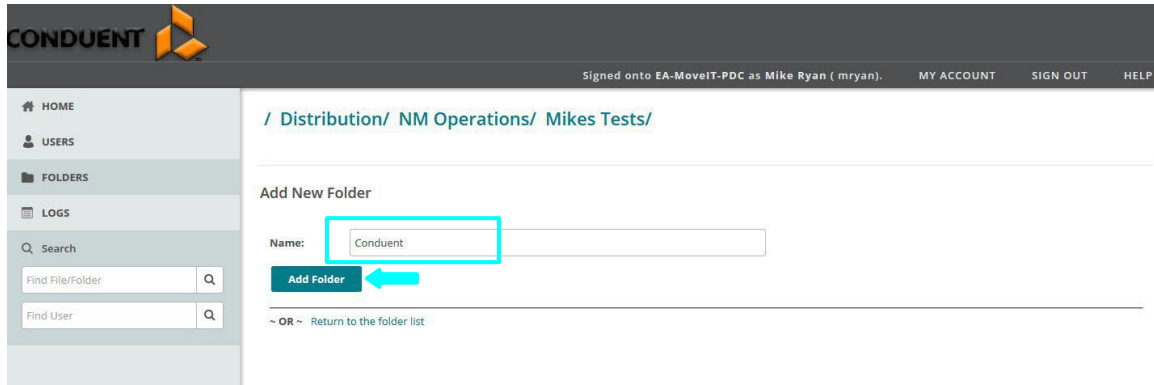 CONDUENT
Signed onto EA-MoveIT-PDC as Mike Ryan ( mryan). MY ACCOUNT SIGN OUT HELP
HOME
USERS
FOLDERS
LOGS
Search
Find File/Folder
Find User
/ Distribution/ NM Operations/ Mikes Tests/
Add New Folder
Name: Conduent
Add Folder
~ OR ~ Return to the folder list